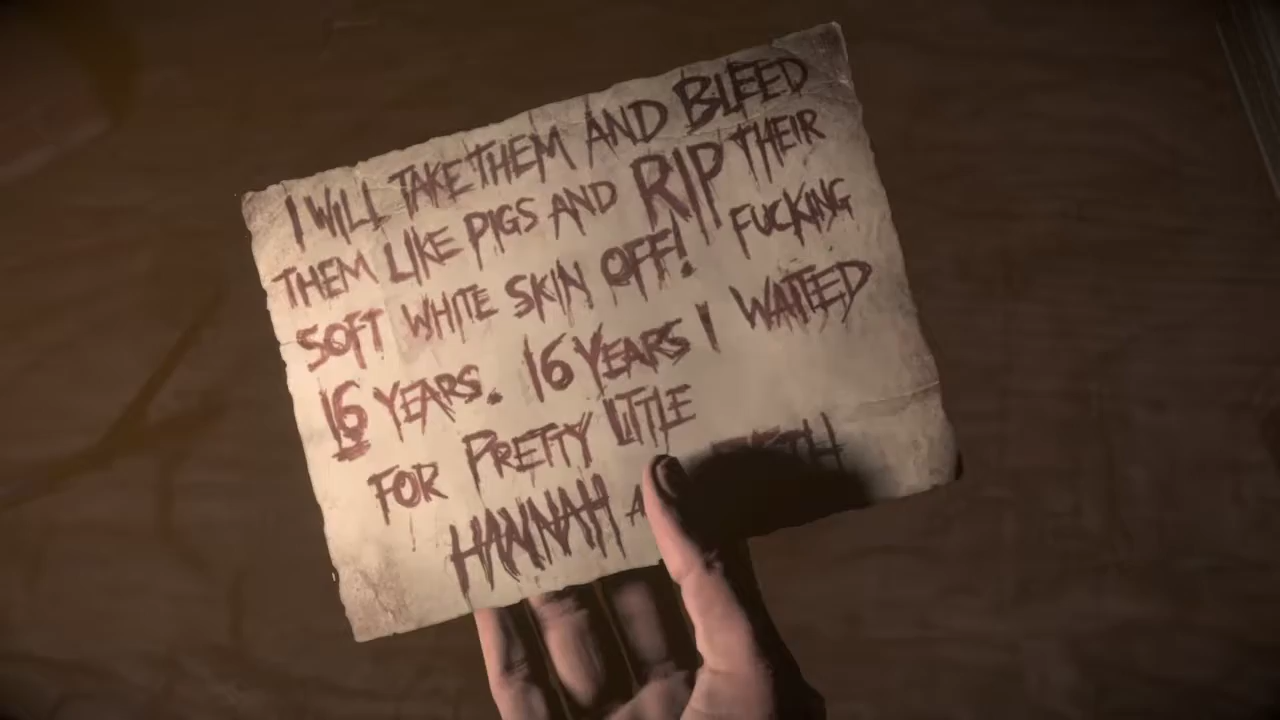 I WILL TAKE THEM AND BLEED
THEM LIKE PIGS AND RIP THEIR
SOFT WHITE SKIN OFF! FUCKING
16 YEARS. 16 YEARS I WAITED
FOR PRETTY LITTLE
HANNAH